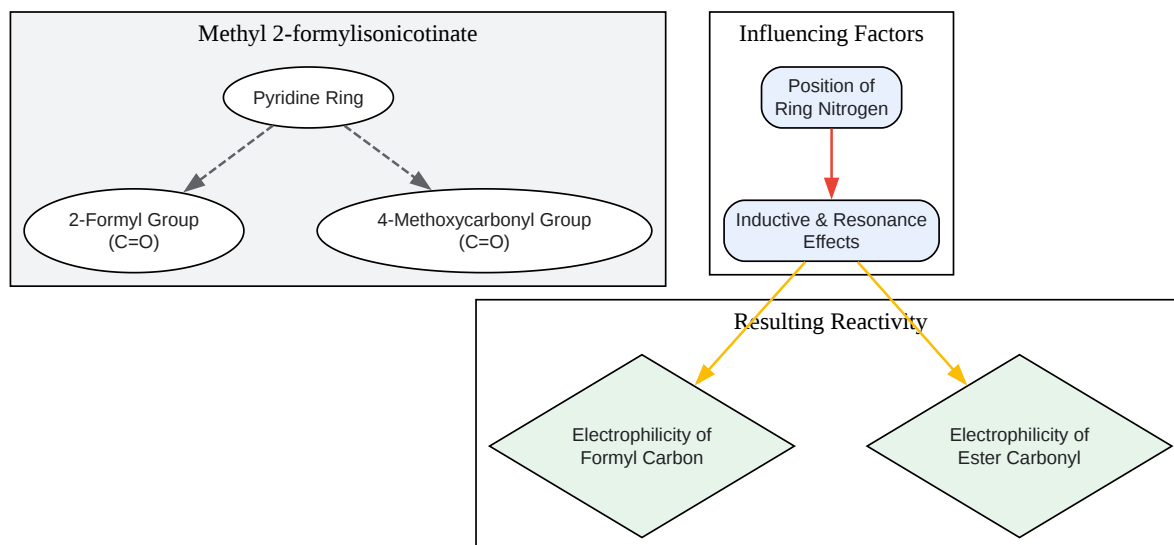 Methyl 2-formylisonicotinate
Pyridine Ring
2-Formyl Group
(C=O)
4-Methoxycarbonyl Group
(C=O)
Influencing Factors
Position of
Ring Nitrogen
Inductive & Resonance
Effects
Resulting Reactivity
Electrophilicity of
Formyl Carbon
Electrophilicity of
Ester Carbonyl